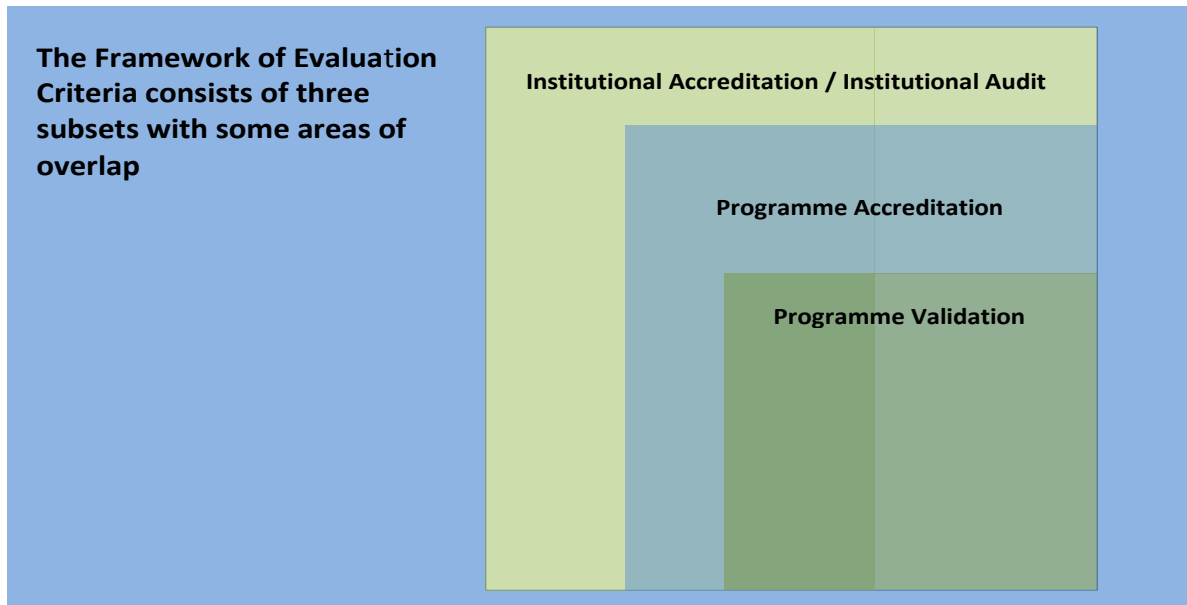 The Framework of Evaluation
Criteria consists of three
subsets with some areas of
overlap
Institutional Accreditation / Institutional Audit
Programme Accreditation
Programme Validation